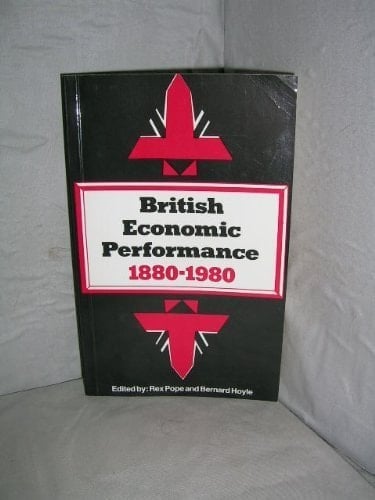 British
Economic
Performance
1880-1980
Edited by: Rex Pope and Bernard Hoyle